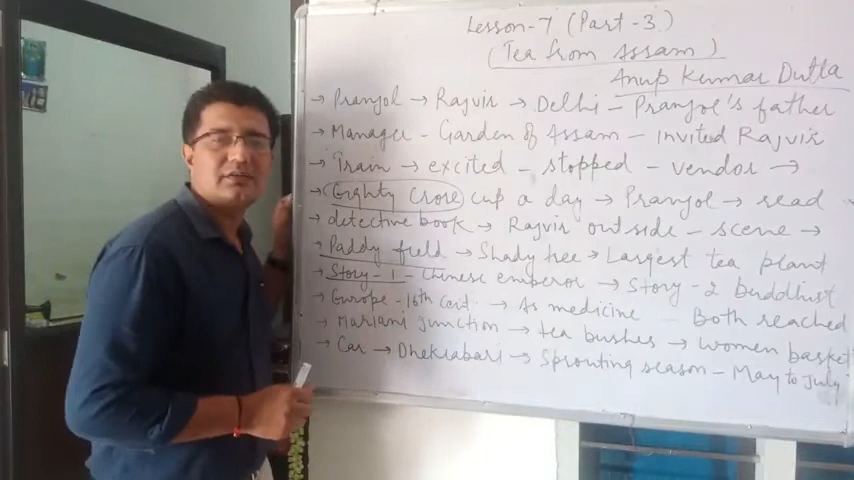 Lesson-7 (Part-3)
(Tea from Assam)
Anup Kumar Dutta
→ Pranjol → Rajvir → Delhi - Pranjol's father
→ Manager - Garden of Assam - invited Rajvir
→ Train → excited - stopped - vendor →
→ (Eighty Crore) cup a day → Pranjol → read
→ detective book → Rajvir outside - scene →
→ Paddy field → Shady tree → Largest tea plant
→ Story-1 - Chinese emperor → Story-2 buddhist
→ Europe - 16th Cent. → As medicine - Both reached
→ Mariani junction → tea bushes → women basket
→ Car → Dhekiabari → Sprouting season - May to July